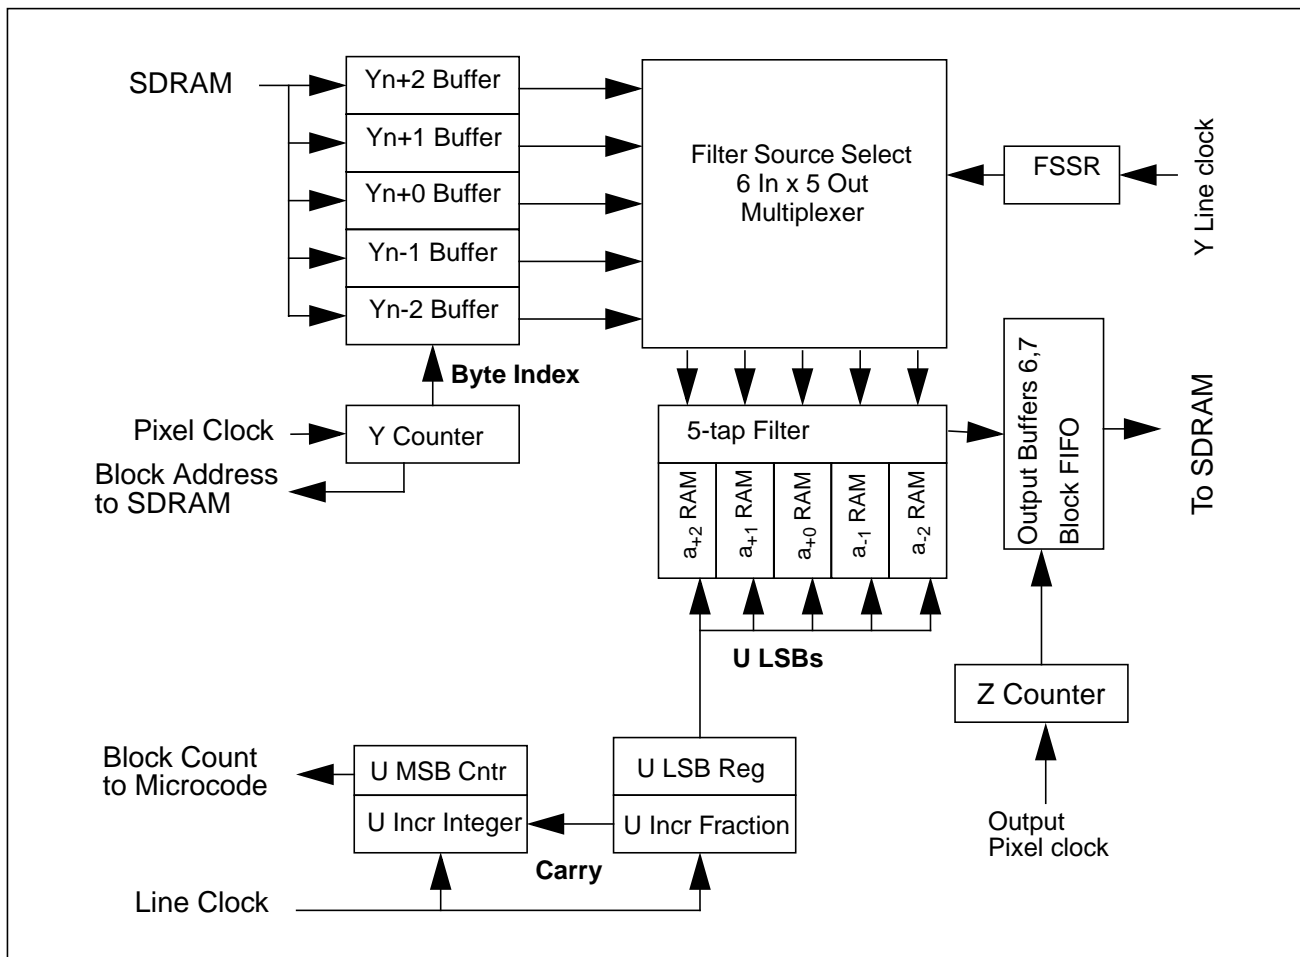 SDRAM
Yn+2 Buffer
Yn+1 Buffer
Yn+0 Buffer
Yn-1 Buffer
Yn-2 Buffer
Filter Source Select
6 In x 5 Out
Multiplexer
FSSR
Y Line clock
Byte Index
Pixel Clock
Y Counter
Block Address
to SDRAM
5-tap Filter
a+2 RAM
a+1 RAM
a+0 RAM
a-1 RAM
a-2 RAM
Output Buffers 6,7
Block FIFO
To SDRAM
U LSBs
Z Counter
Block Count
to Microcode
U MSB Cntr
U Incr Integer
U LSB Reg
U Incr Fraction
Carry
Output
Pixel clock
Line Clock